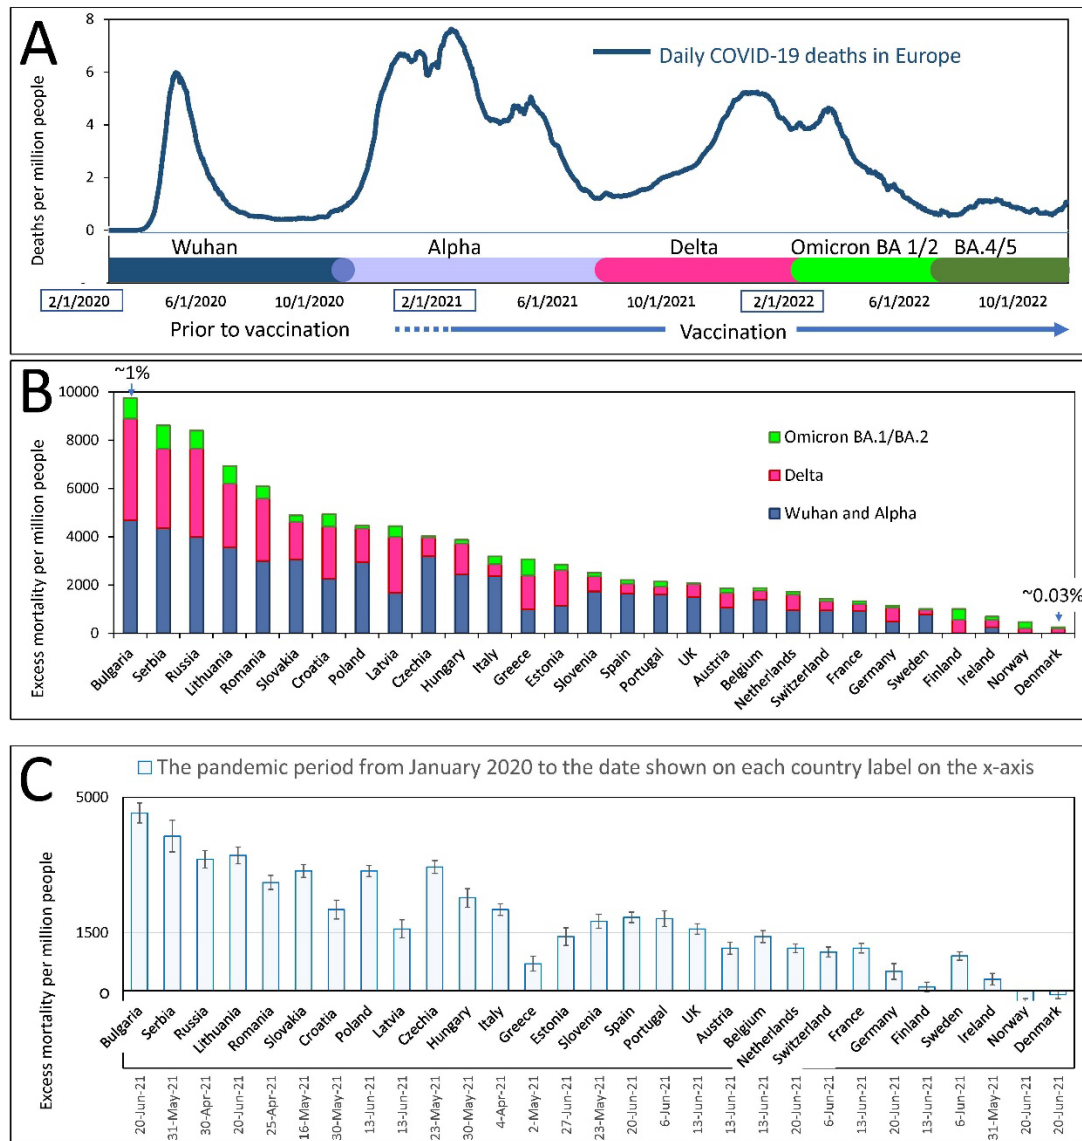 A
Deaths per million people
8
6
4
2
0
-
Daily COVID-19 deaths in Europe
Wuhan Alpha Delta Omicron BA 1/2 BA.4/5
2/1/2020 6/1/2020 10/1/2020 2/1/2021 6/1/2021 10/1/2021 2/1/2022 6/1/2022 10/1/2022
Prior to vaccination Vaccination
B
Excess mortality per million people
~1%
10000
8000
6000
4000
2000
0
Omicron BA.1/BA.2
Delta
Wuhan and Alpha
~0.03%
Bulgaria
Serbia
Russia
Lithuania
Romania
Slovakia
Croatia
Poland
Latvia
Czechia
Hungary
Italy
Greece
Estonia
Slovenia
Spain
Portugal
UK
Austria
Belgium
Netherlands
Switzerland
France
Germany
Sweden
Finland
Ireland
Norway
Denmark
C
The pandemic period from January 2020 to the date shown on each country label on the x-axis
Excess mortality per million people
5000
1500
0
Bulgaria
Serbia
Russia
Lithuania
Romania
Slovakia
Croatia
Poland
Latvia
Czechia
Hungary
Italy
Greece
Estonia
Slovenia
Spain
Portugal
UK
Austria
Belgium
Netherlands
Switzerland
France
Germany
Finland
Sweden
Ireland
Norway
Denmark
20-Jun-21
31-May-21
30-Apr-21
20-Jun-21
25-Apr-21
16-May-21
30-May-21
13-Jun-21
13-Jun-21
23-May-21
30-May-21
4-Apr-21
2-May-21
27-Jun-21
23-May-21
20-Jun-21
6-Jun-21
13-Jun-21
13-Jun-21
13-Jun-21
20-Jun-21
6-Jun-21
13-Jun-21
20-Jun-21
13-Jun-21
6-Jun-21
31-May-21
20-Jun-21
20-Jun-21